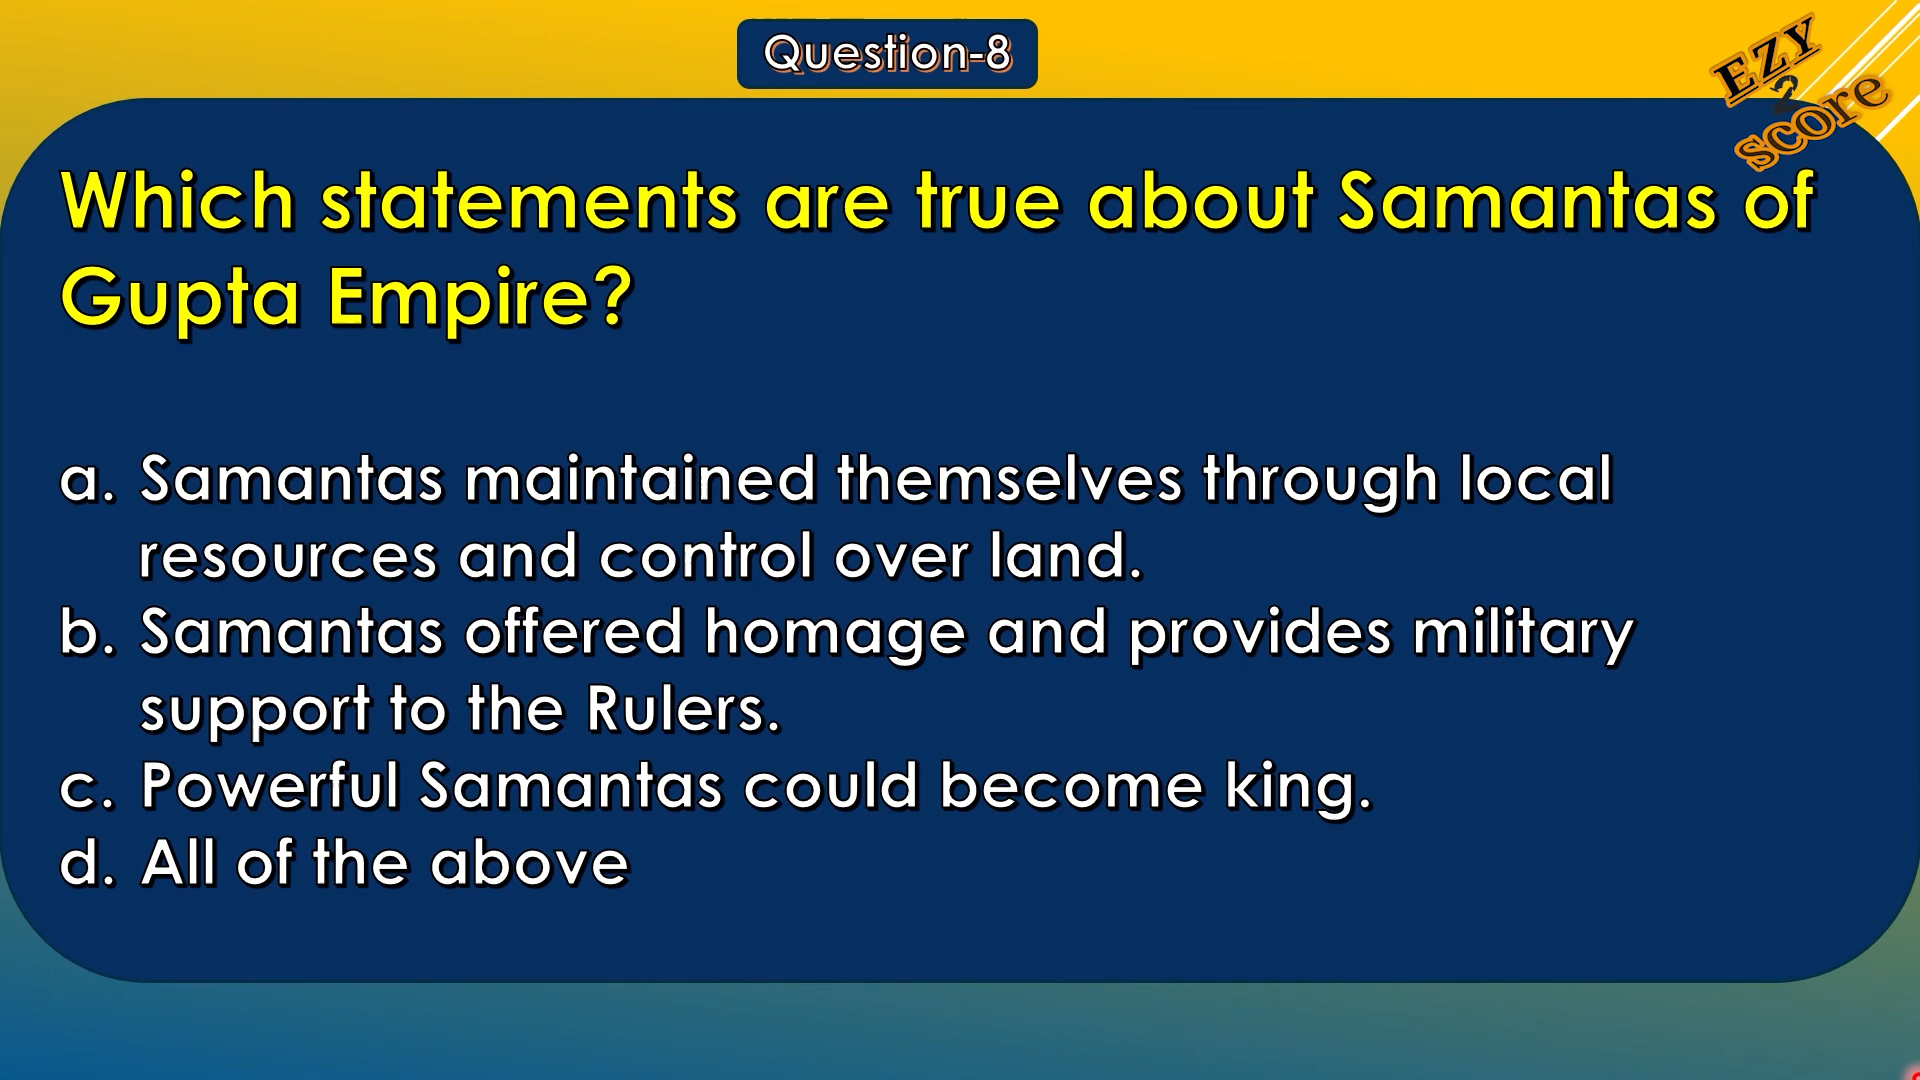 Question-8
EZY
2
score
Which statements are true about Samantas of
Gupta Empire?
a. Samantas maintained themselves through local
resources and control over land.
b. Samantas offered homage and provides military
support to the Rulers.
c. Powerful Samantas could become king.
d. All of the above